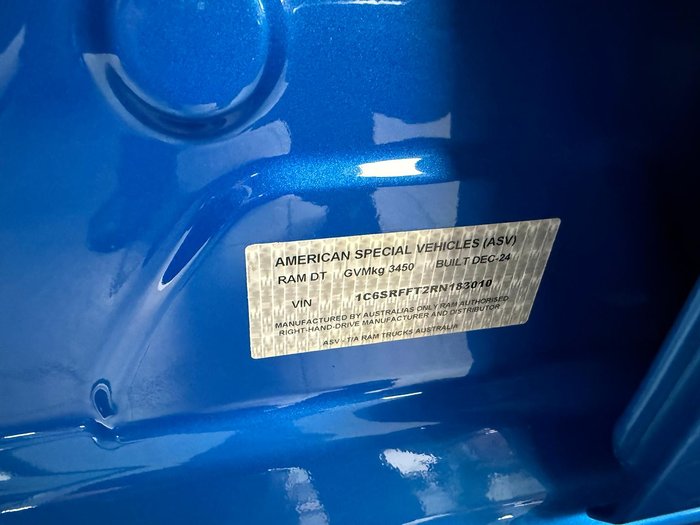 AMERICAN SPECIAL VEHICLES (ASV)
RAM DT GVMkg 3450 BUILT DEC-24
VIN 1C6SRFFT2RN183010
MANUFACTURED BY AUSTRALIAS ONLY RAM AUTHORISED
RIGHT-HAND-DRIVE MANUFACTURER AND DISTRIBUTOR
ASV - T/A RAM TRUCKS AUSTRALIA